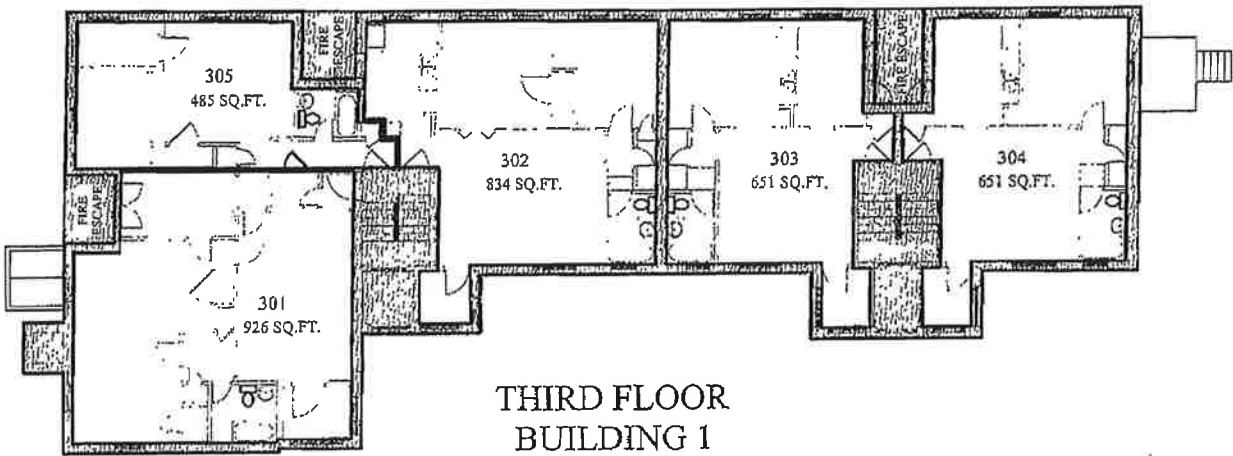 FIRE
ESCAPE
305
485 SQ.FT.
FIRE ESCAPE
302
834 SQ.FT.
303
651 SQ.FT.
304
651 SQ.FT.
FIRE
ESCAPE
301
926 SQ.FT.
THIRD FLOOR
BUILDING 1